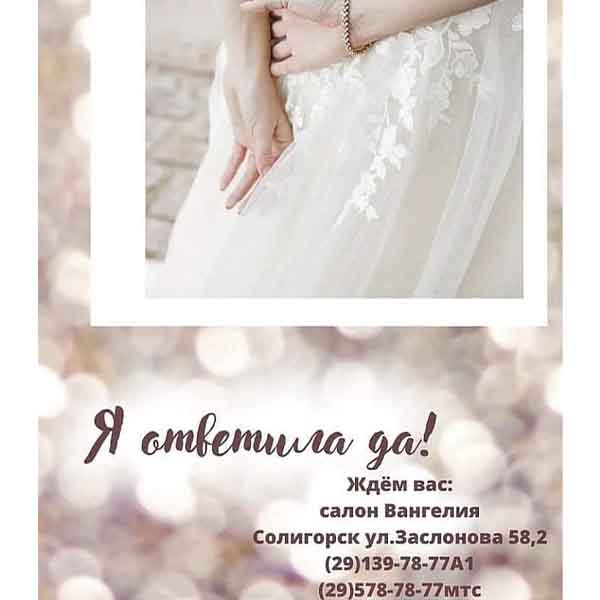 Я ответила да!
Ждём вас:
салон Вангелия
Солигорск ул.Заслонова 58,2
(29)139-78-77А1
(29)578-78-77мтс